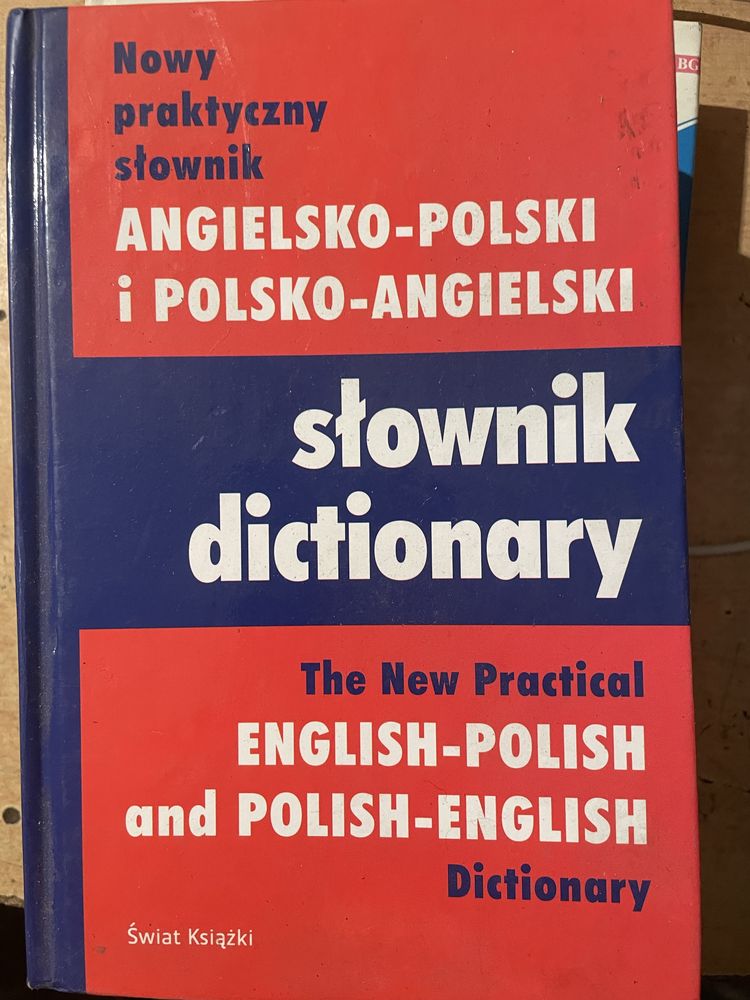 Nowy
praktyczny
słownik
ANGIELSKO-POLSKI
i POLSKO-ANGIELSKI
słownik
dictionary
The New Practical
ENGLISH-POLISH
and POLISH-ENGLISH
Dictionary
Świat Książki
BG